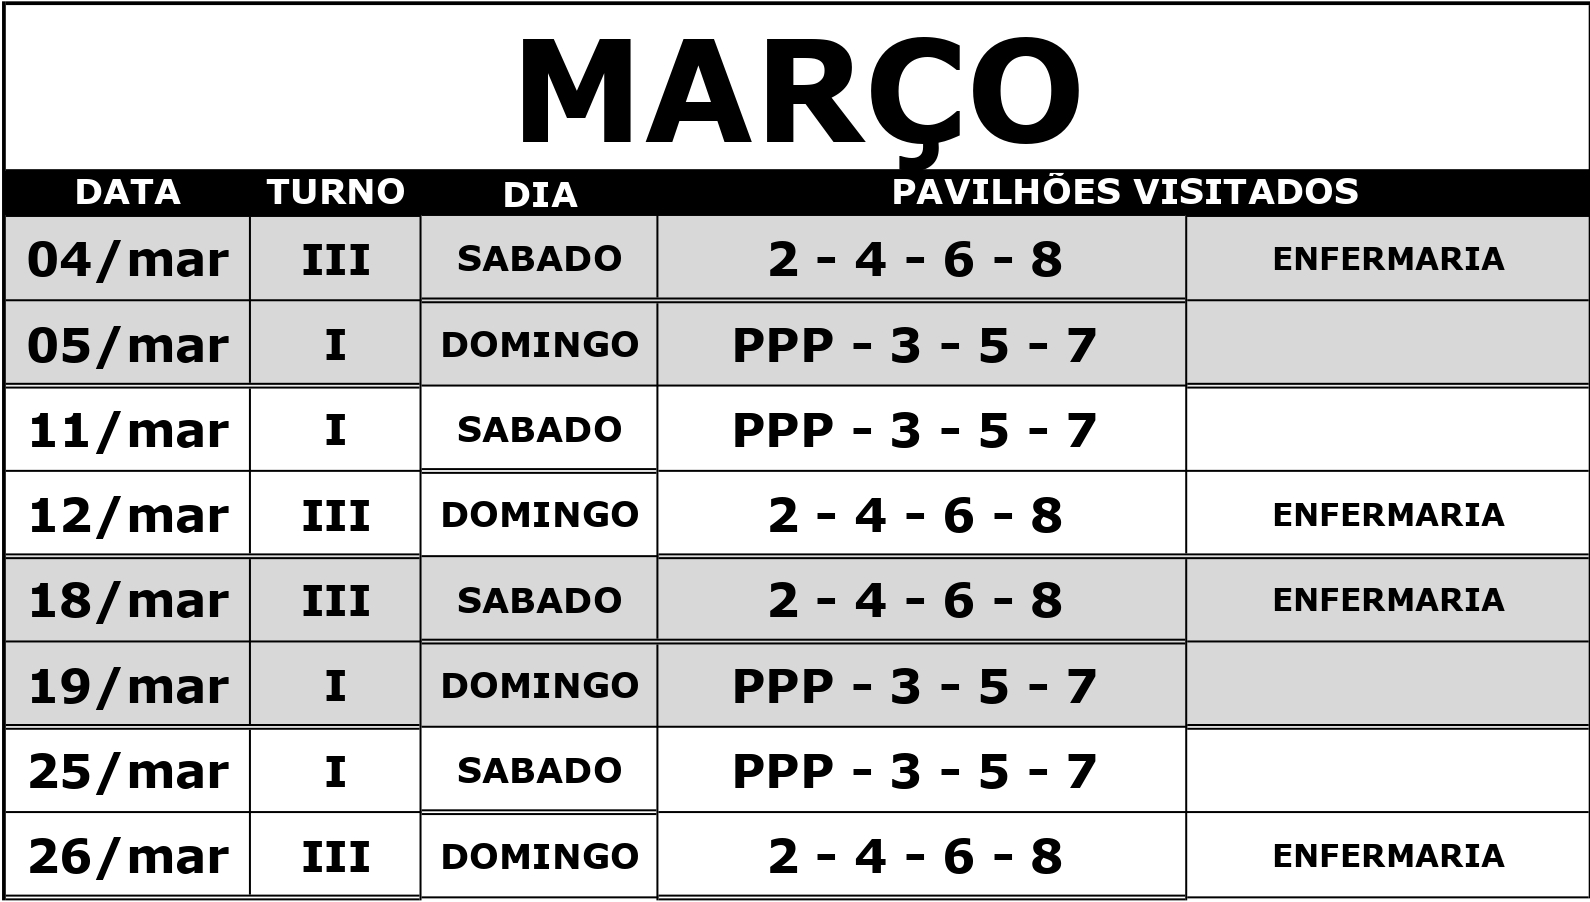 MARÇO
DATA TURNO DIA PAVILHÕES VISITADOS
04/mar III SABADO 2 - 4 - 6 - 8 ENFERMARIA
05/mar I DOMINGO PPP - 3 - 5 - 7
11/mar I SABADO PPP - 3 - 5 - 7
12/mar III DOMINGO 2 - 4 - 6 - 8 ENFERMARIA
18/mar III SABADO 2 - 4 - 6 - 8 ENFERMARIA
19/mar I DOMINGO PPP - 3 - 5 - 7
25/mar I SABADO PPP - 3 - 5 - 7
26/mar III DOMINGO 2 - 4 - 6 - 8 ENFERMARIA